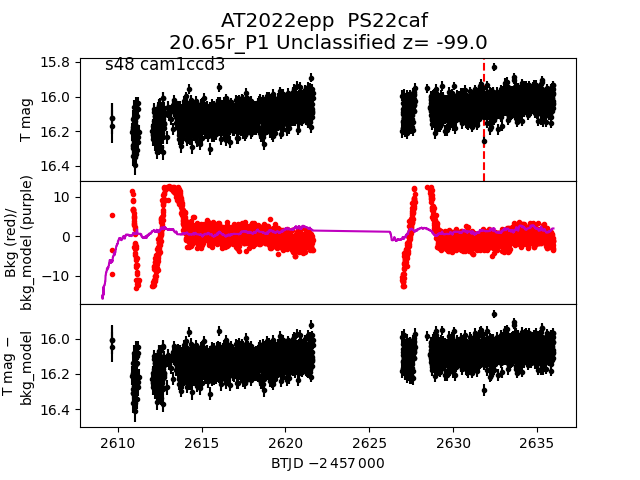 AT2022epp PS22caf
20.65r_P1 Unclassified z= -99.0
s48 cam1ccd3
T mag
15.8
16.0
16.2
16.4
Bkg (red)/
bkg_model (purple)
10
0
−10
T mag −
bkg_model
16.0
16.2
16.4
2610 2615 2620 2625 2630 2635
BTJD −2 457 000